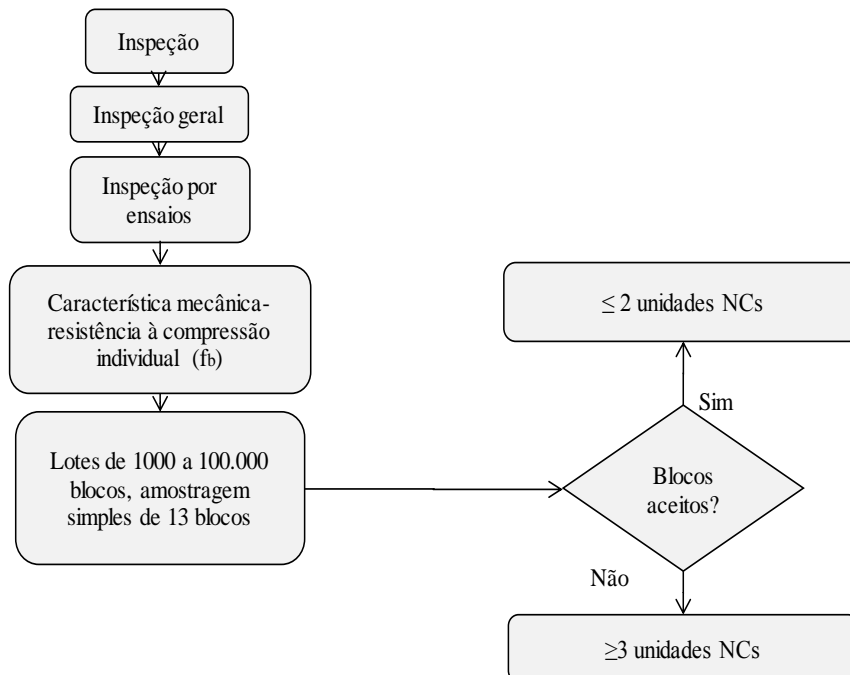 Inspeção
Inspeção geral
Inspeção por
ensaios
Característica mecânica-
resistência à compressão
individual (fb)
Lotes de 1000 a 100.000
blocos, amostragem
simples de 13 blocos
≤ 2 unidades NCs
Sim
Blocos
aceitos?
Não
≥3 unidades NCs